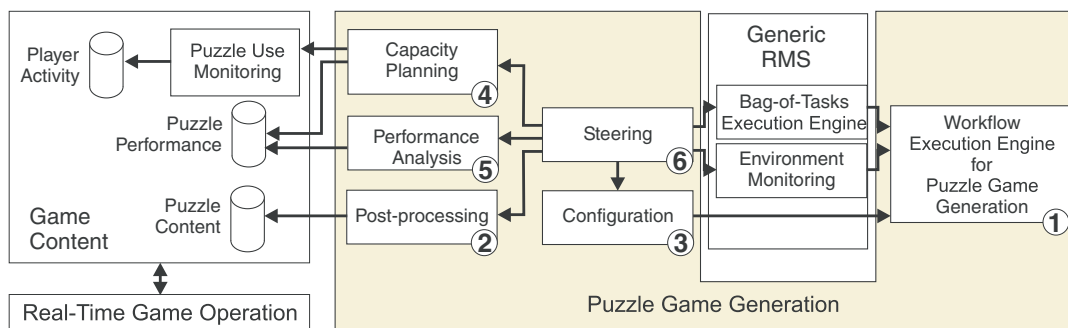 Player
Activity
Puzzle Use
Monitoring
Puzzle
Performance
Puzzle
Content
Game
Content
Real-Time Game Operation
Capacity
Planning
4
Performance
Analysis
5
Post-processing
2
Steering
6
Configuration
3
Puzzle Game Generation
Generic
RMS
Bag-of-Tasks
Execution Engine
Environment
Monitoring
Workflow
Execution Engine
for
Puzzle Game
Generation
1